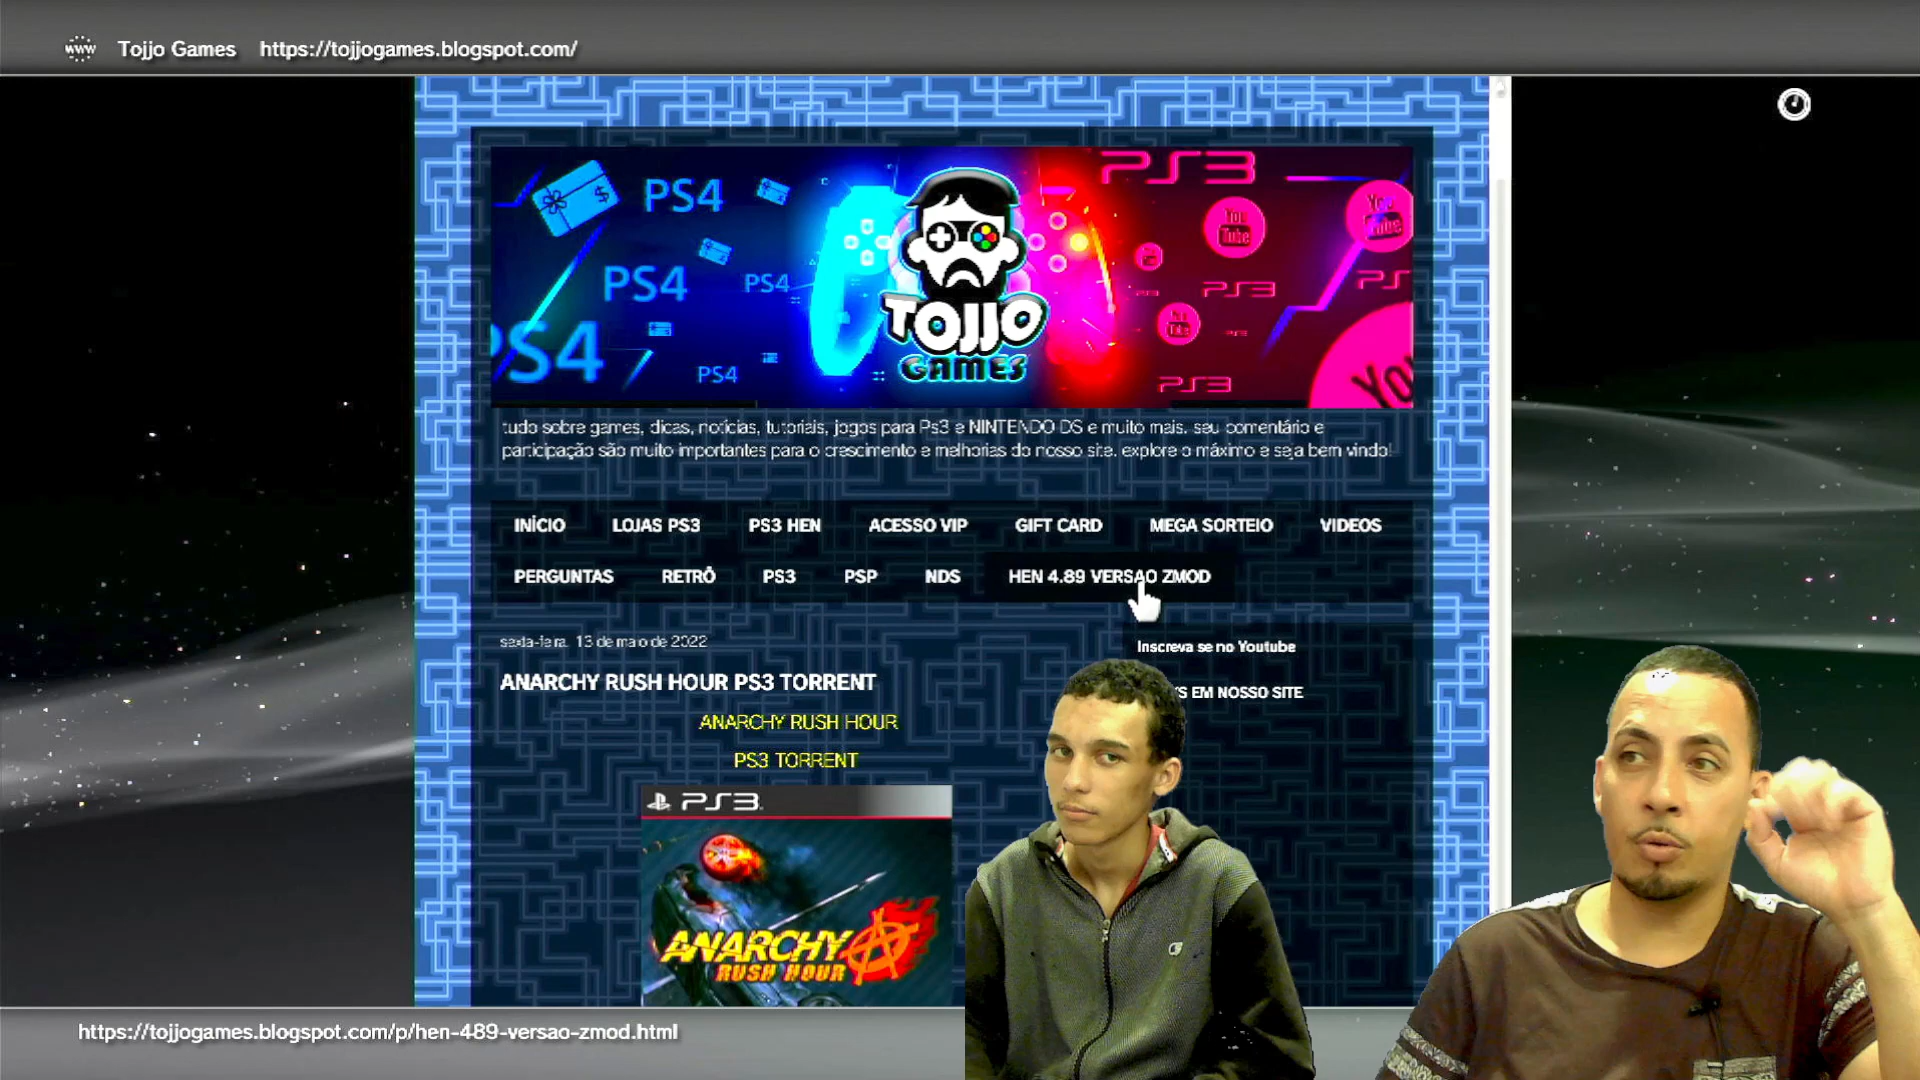 www Tojjo Games https://tojjogames.blogspot.com/
PS4 PS3
You Tube
PS4 PS4 PS3 PS
PS4
PS4 PS3
TOJJO
GAMES
tudo sobre games, dicas, notícias, tutoriais, jogos para Ps3 e NINTENDO DS e muito mais. seu comentário e
participação são muito importantes para o crescimento e melhorias do nosso site. explore o máximo e seja bem vindo!
INÍCIO LOJAS PS3 PS3 HEN ACESSO VIP GIFT CARD MEGA SORTEIO VIDEOS
PERGUNTAS RETRÔ PS3 PSP NDS HEN 4.89 VERSAO ZMOD
sexta-feira, 13 de maio de 2022
Inscreva se no Youtube
ANARCHY RUSH HOUR PS3 TORRENT
EM NOSSO SITE
ANARCHY RUSH HOUR
PS3 TORRENT
PS3
ANARCHY
RUSH HOUR
https://tojjogames.blogspot.com/p/hen-489-versao-zmod.html